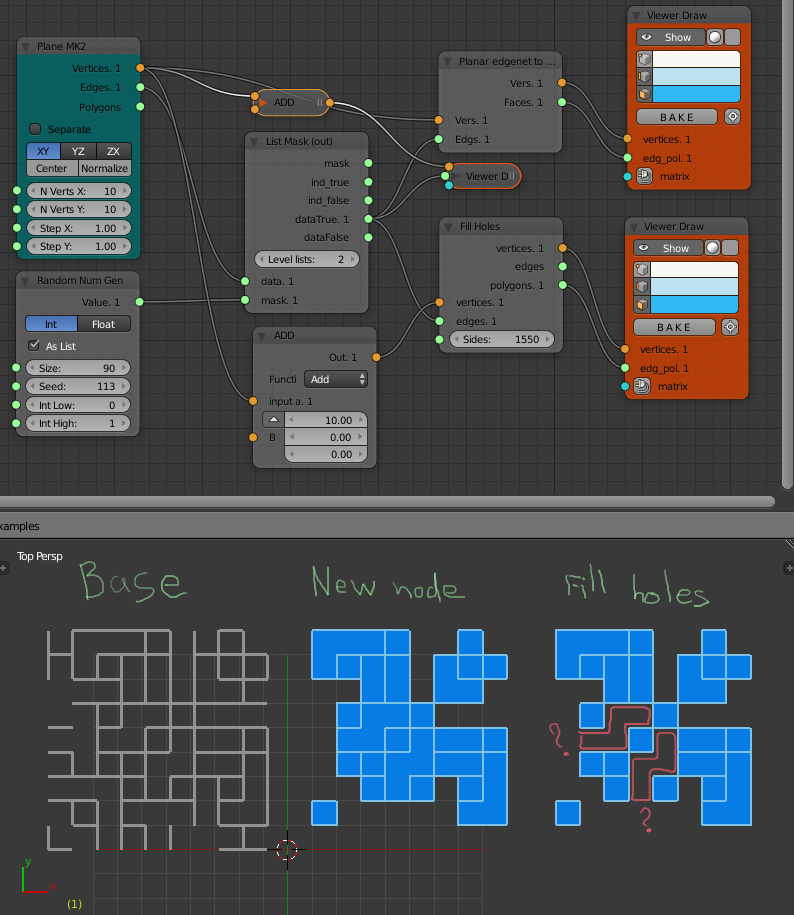 Plane MK2
Vertices. 1
Edges. 1
Polygons
Separate
XY YZ ZX
Center Normalize
N Verts X: 10
N Verts Y: 10
Step X: 1.00
Step Y: 1.00
Random Num Gen
Value. 1
Int Float
As List
Size: 90
Seed: 113
Int Low: 0
Int High: 1
ADD
List Mask (out)
mask
ind_true
ind_false
dataTrue. 1
dataFalse
Level lists: 2
data. 1
mask. 1
ADD
Out. 1
Functi Add
input a. 1
10.00
B 0.00
0.00
Planar edgenet to ...
Vers. 1
Faces. 1
Vers. 1
Edgs. 1
Viewer D
Fill Holes
vertices. 1
edges
polygons. 1
vertices. 1
edges. 1
Sides: 1550
Viewer Draw
Show
BAKE
vertices. 1
edg_pol. 1
matrix
Viewer Draw
Show
BAKE
vertices. 1
edg_pol. 1
matrix
xamples
Top Persp
Base New node Fill holes
?
?
y
x
(1)